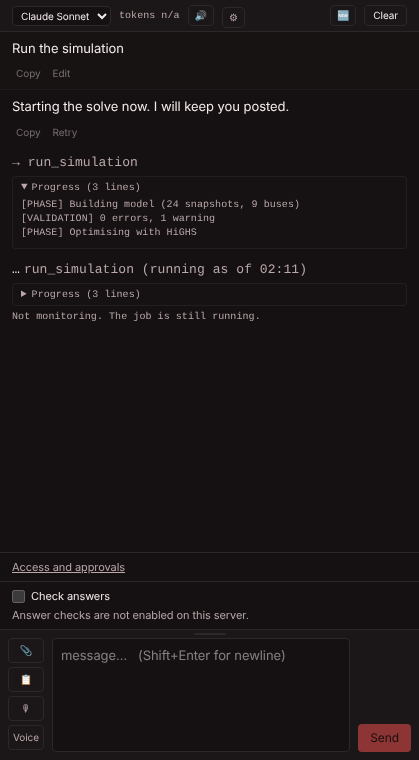 Claude Sonnet tokens n/a Clear
Run the simulation
Copy Edit
Starting the solve now. I will keep you posted.
Copy Retry
→ run_simulation
▼ Progress (3 lines)
[PHASE] Building model (24 snapshots, 9 buses)
[VALIDATION] 0 errors, 1 warning
[PHASE] Optimising with HiGHS
… run_simulation (running as of 02:11)
▶ Progress (3 lines)
Not monitoring. The job is still running.
Access and approvals
Check answers
Answer checks are not enabled on this server.
message... (Shift+Enter for newline)
Voice
Send